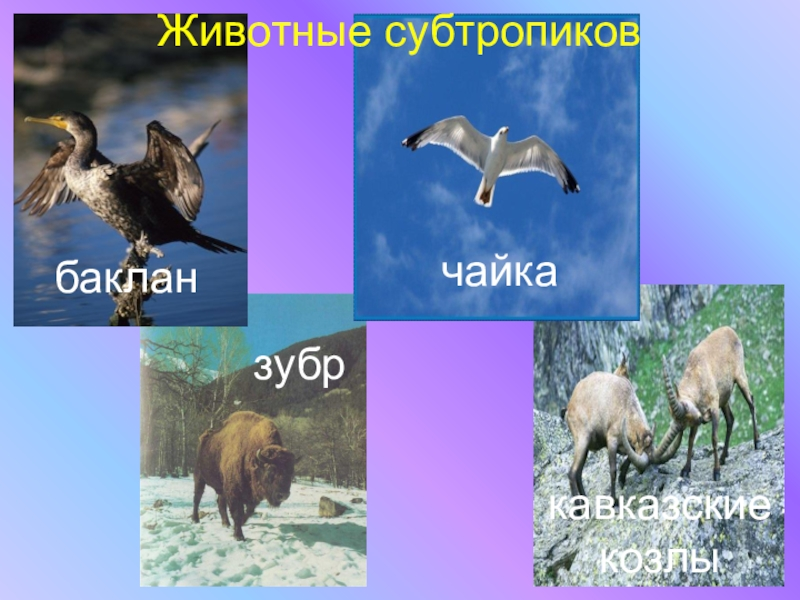 Животные субтропиков
баклан
чайка
зубр
кавказские
козлы